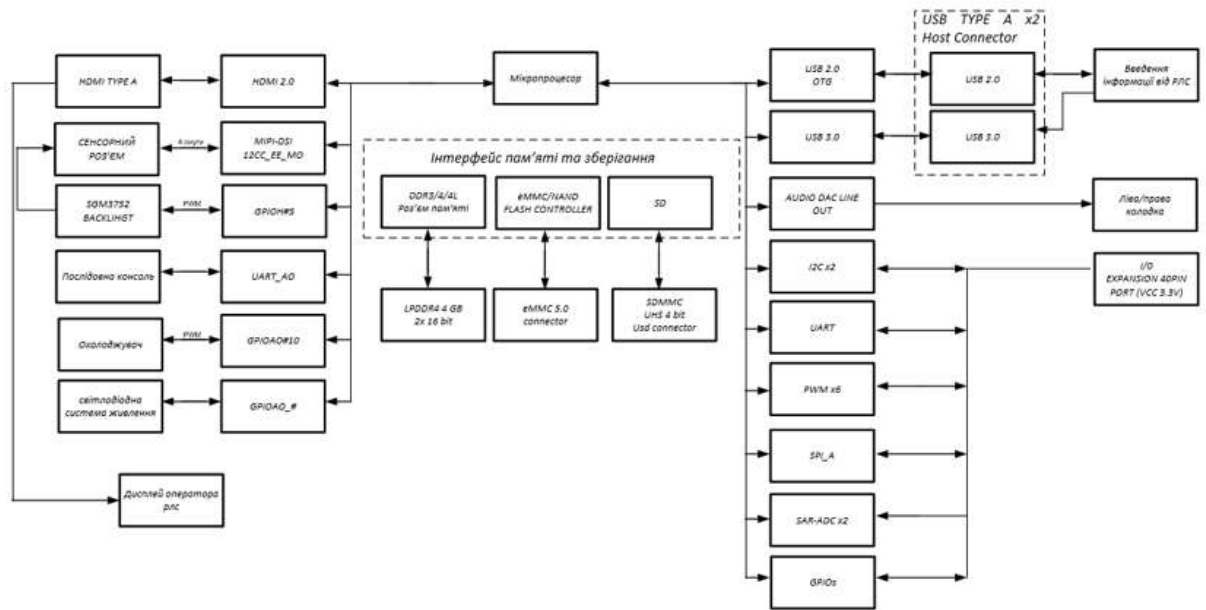 USB TYPE A x2
Host Connector
HDMI TYPE A
HDMI 2.0
Мікропроцесор
USB 2.0
OTG
USB 2.0
Введення
інформації від РЛС
СЕНСОРНИЙ
РОЗ'ЄМ
4 смуги
MIPI-DSI
12CC_EE_MO
USB 3.0
USB 3.0
Інтерфейс пам'яті та зберігання
DDR3/4/4L
Роз'єм пам'яті
eMMC/NAND
FLASH CONTROLLER
SD
SGM3752
BACKLINGT
PWM
GPIOH#5
AUDIO DAC LINE
OUT
Ліва/права
колодка
Послідовна консоль
UART_AO
I2C x2
I/O
EXPANSION 40PIN
PORT (VCC 3.3V)
LPDDR4 4 GB
2x 16 bit
eMMC 5.0
connector
SDMMC
UHS 4 bit
Usd connector
Охолоджувач
PWM
GPIOAO#10
UART
світлодіодна
система живлення
GPIOAO_#
PWM x6
SPI_A
Дисплей оператора
рлс
SAR-ADC x2
GPIOs